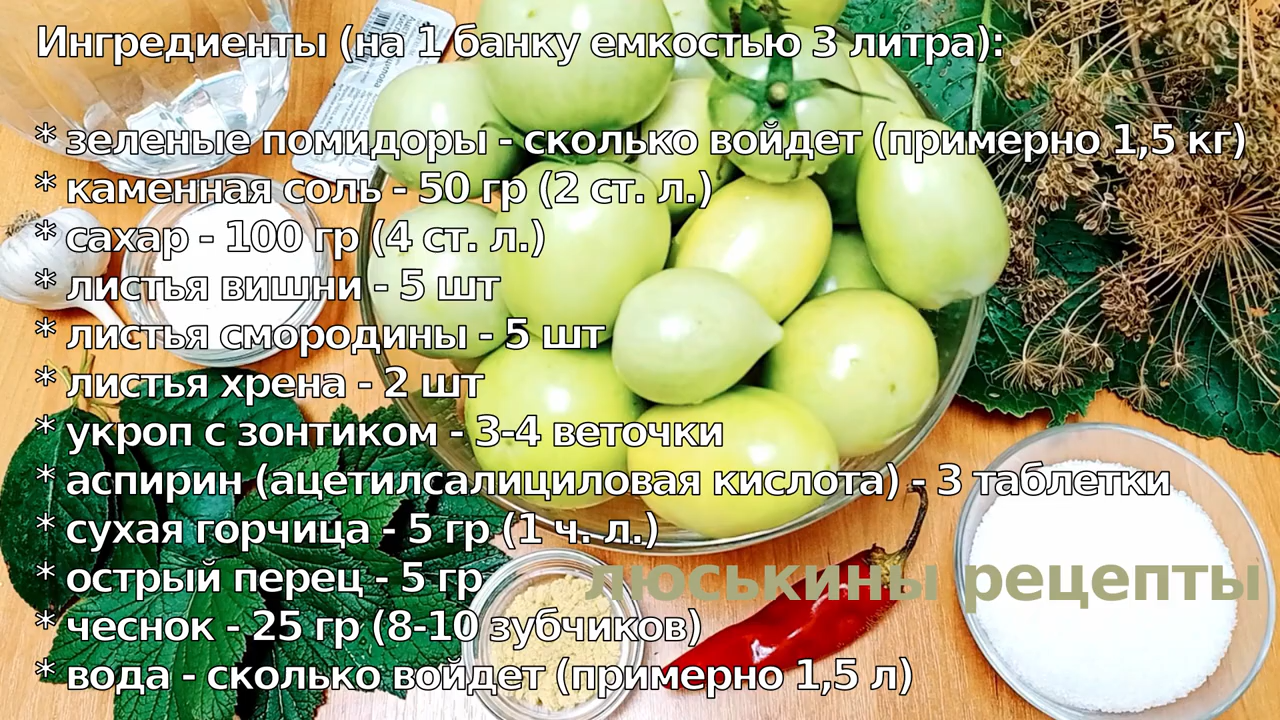 Ингредиенты (на 1 банку емкостью 3 литра):
* зеленые помидоры - сколько войдет (примерно 1,5 кг)
* каменная соль - 50 гр (2 ст. л.)
* сахар - 100 гр (4 ст. л.)
* листья вишни - 5 шт
* листья смородины - 5 шт
* листья хрена - 2 шт
* укроп с зонтиком - 3-4 веточки
* аспирин (ацетилсалициловая кислота) - 3 таблетки
* сухая горчица - 5 гр (1 ч. л.)
* острый перец - 5 гр
люськины рецепты
* чеснок - 25 гр (8-10 зубчиков)
* вода - сколько войдет (примерно 1,5 л)